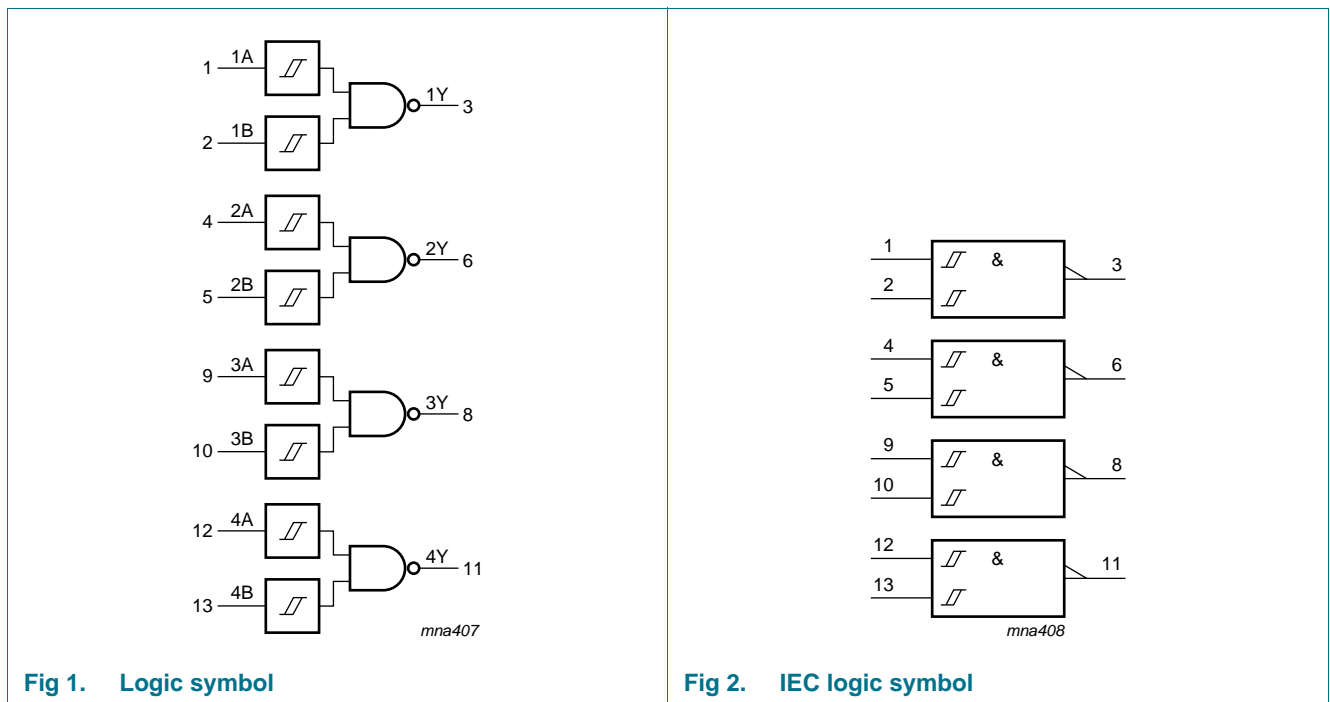 1 1A
1Y 3
2 1B
4 2A
2Y 6
5 2B
9 3A
3Y 8
10 3B
12 4A
4Y 11
13 4B
mna407
Fig 1. Logic symbol
1 &
3
2
4 &
6
5
9 &
8
10
12 &
11
13
mna408
Fig 2. IEC logic symbol